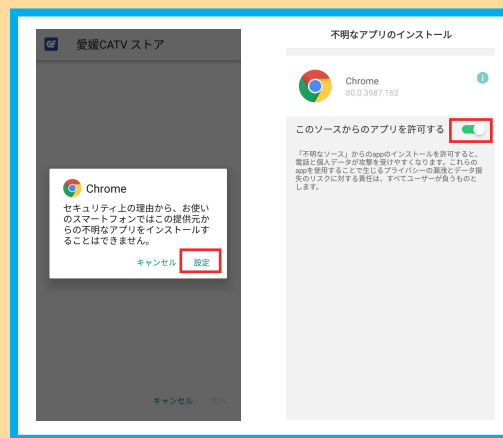 愛媛CATV ストア
Chrome
セキュリティ上の理由から、お使い
のスマートフォンではこの提供元か
らの不明なアプリをインストールす
ることはできません。
キャンセル 設定
キャンセル 次へ
不明なアプリのインストール
Chrome
80.0.3987.162
このソースからのアプリを許可する
「不明なソース」からのappのインストールを許可すると、
電話と個人データが攻撃を受けやすくなります。これらの
appを使用することで生じるプライバシーの漏洩とデータ損
失のリスクに対する責任は、すべてユーザーが負うものと
します。